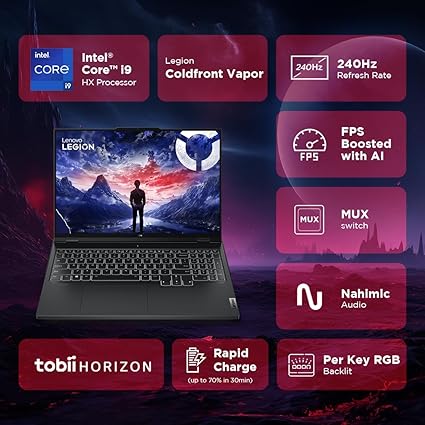 intel
CORE
i9
Intel®
Core™ i9
HX Processor
Legion
Coldfront Vapor
240Hz
240Hz
Refresh Rate
Lenovo
LEGION
FPS
FPS
Boosted
with AI
MUX
MUX
switch
Nahimic
Audio
tobii HORIZON
Rapid
Charge
(up to 70% in 30min)
Per Key RGB
Backlit